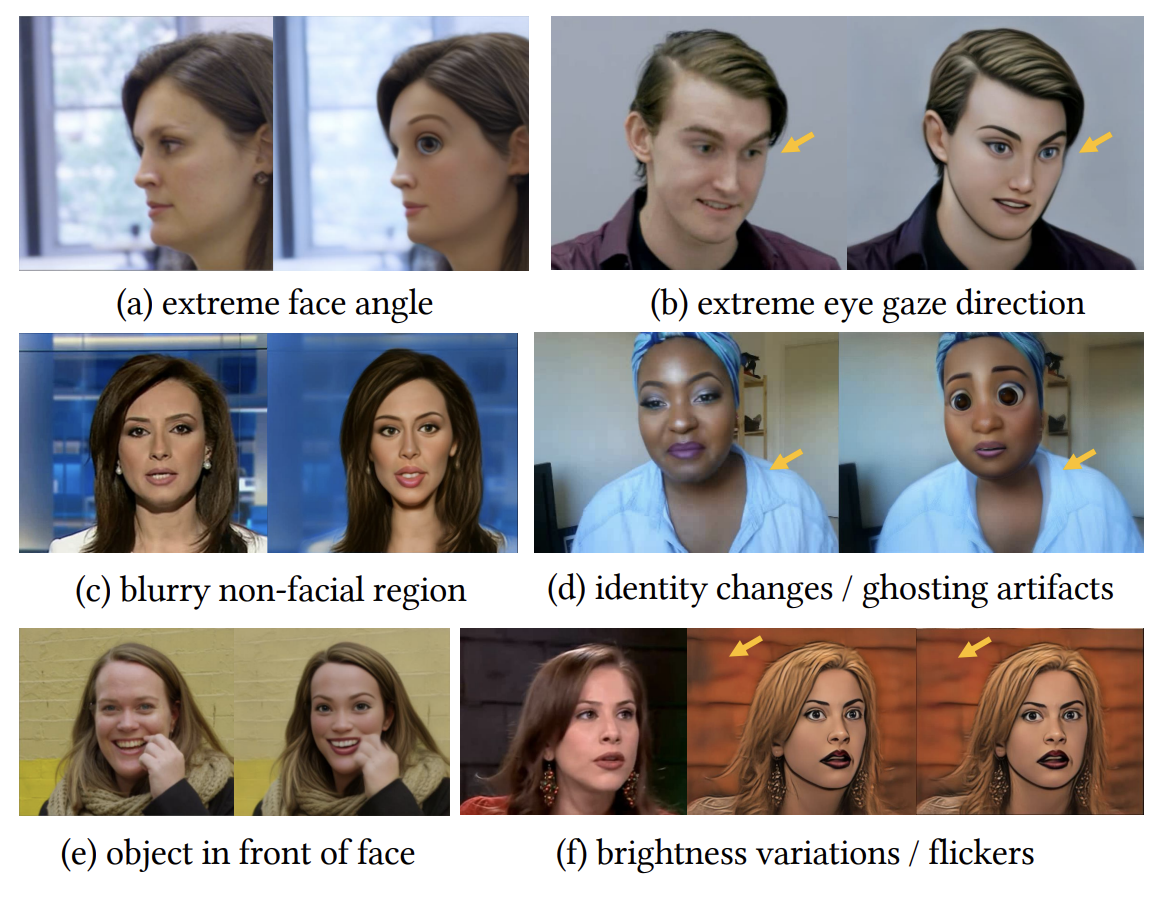 (a) extreme face angle
(b) extreme eye gaze direction
(c) blurry non-facial region
(d) identity changes / ghosting artifacts
(e) object in front of face
(f) brightness variations / flickers